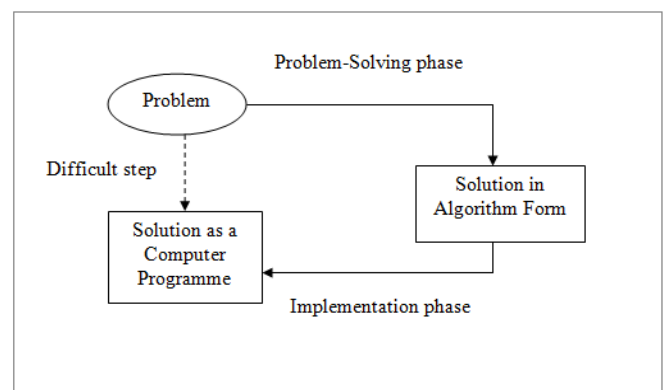 Problem-Solving phase
Problem
Difficult step
Solution in
Algorithm Form
Solution as a
Computer
Programme
Implementation phase